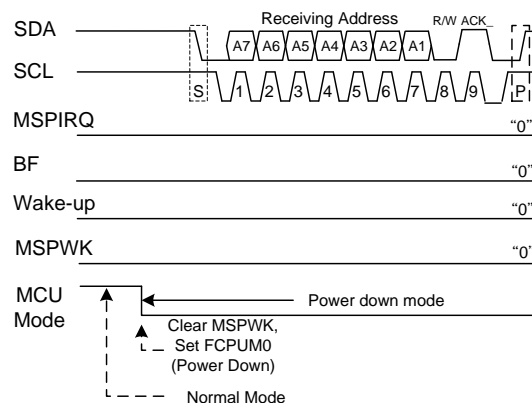 Receiving Address
SDA
A7 A6 A5 A4 A3 A2 A1 R/W ACK_
SCL
S 1 2 3 4 5 6 7 8 9 P
MSPIRQ "0"
BF "0"
Wake-up "0"
MSPWK "0"
MCU
Mode
Power down mode
Clear MSPWK,
Set FCPUM0
(Power Down)
Normal Mode